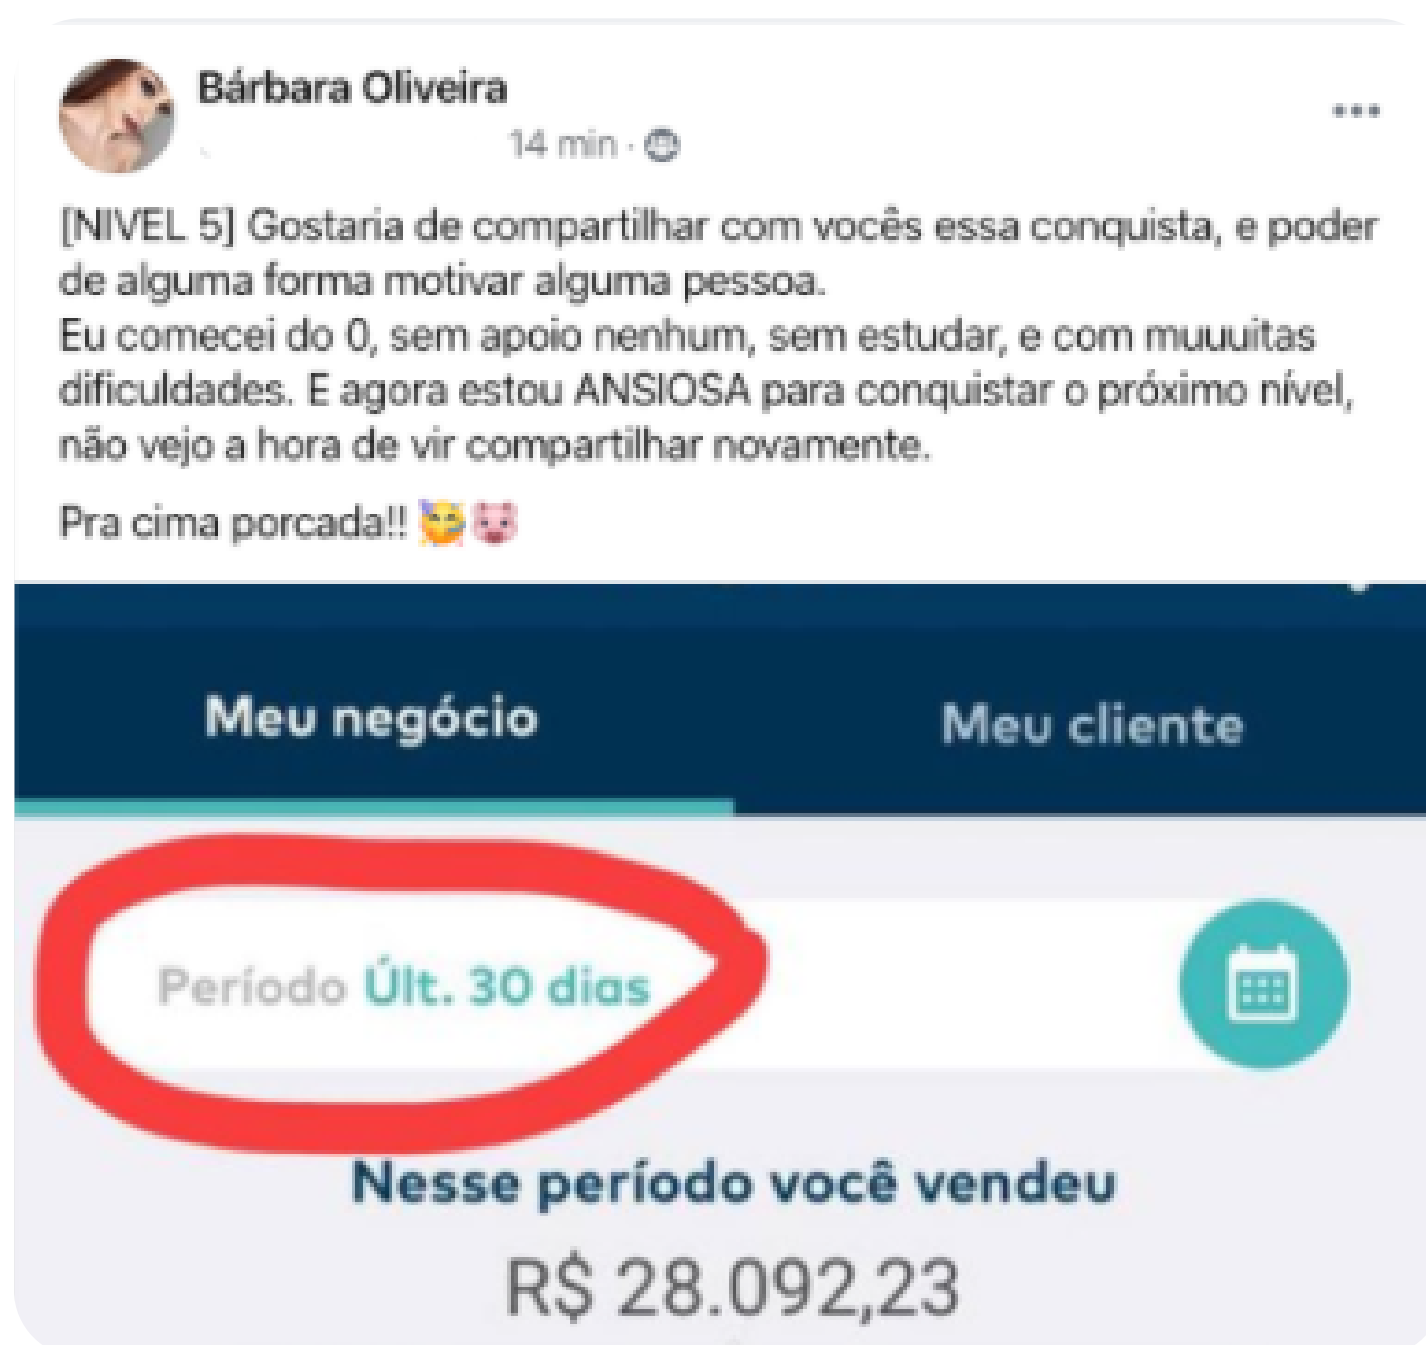 Bárbara Oliveira
14 min ·
[NIVEL 5] Gostaria de compartilhar com vocês essa conquista, e poder
de alguma forma motivar alguma pessoa.
Eu comecei do 0, sem apoio nenhum, sem estudar, e com muuuitas
dificuldades. E agora estou ANSIOSA para conquistar o próximo nível,
não vejo a hora de vir compartilhar novamente.
Pra cima porcada!! 🥳🐷
Meu negócio
Meu cliente
Período Últ. 30 dias
Nesse período você vendeu
R$ 28.092,23